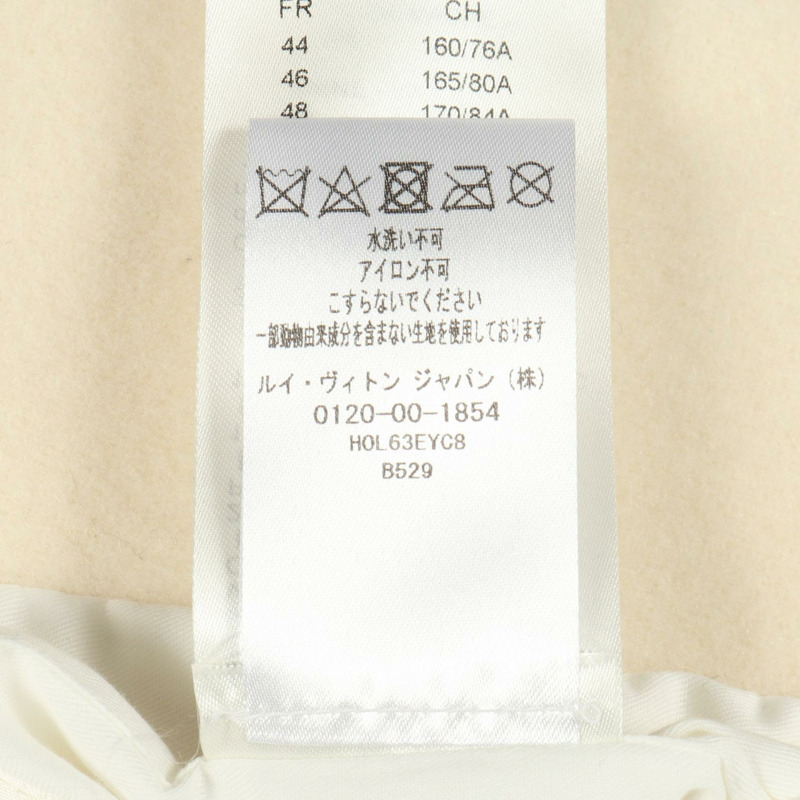 FR CH
44 160/76A
46 165/80A
48 170/84A
水洗い不可
アイロン不可
こすらないでください
一部動物由来成分を含まない生地を使用しております
ルイ・ヴィトン ジャパン（株）
0120-00-1854
HOL63EYC8
B529